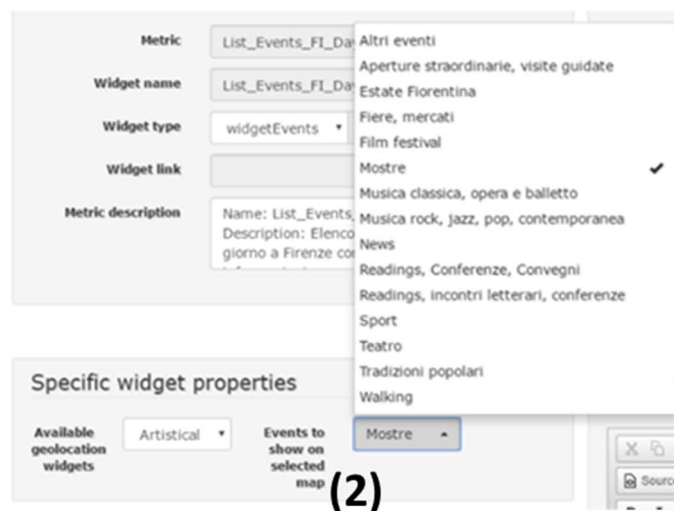 Metric
List_Events_FI_Da
Widget name
List_Events_FI_Da
Widget type
widgetEvents
Widget link
Metric description
Name: List_Events_
Description: Elenco
giorno a Firenze co
Altri eventi
Aperture straordinarie, visite guidate
Estate Fiorentina
Fiere, mercati
Film festival
Mostre
Musica classica, opera e balletto
Musica rock, jazz, pop, contemporanea
News
Readings, Conferenze, Convegni
Readings, incontri letterari, conferenze
Sport
Teatro
Tradizioni popolari
Walking
Specific widget properties
Available
geolocation
widgets
Artistical
Events to
show on
selected
map
Mostre
(2)
Source